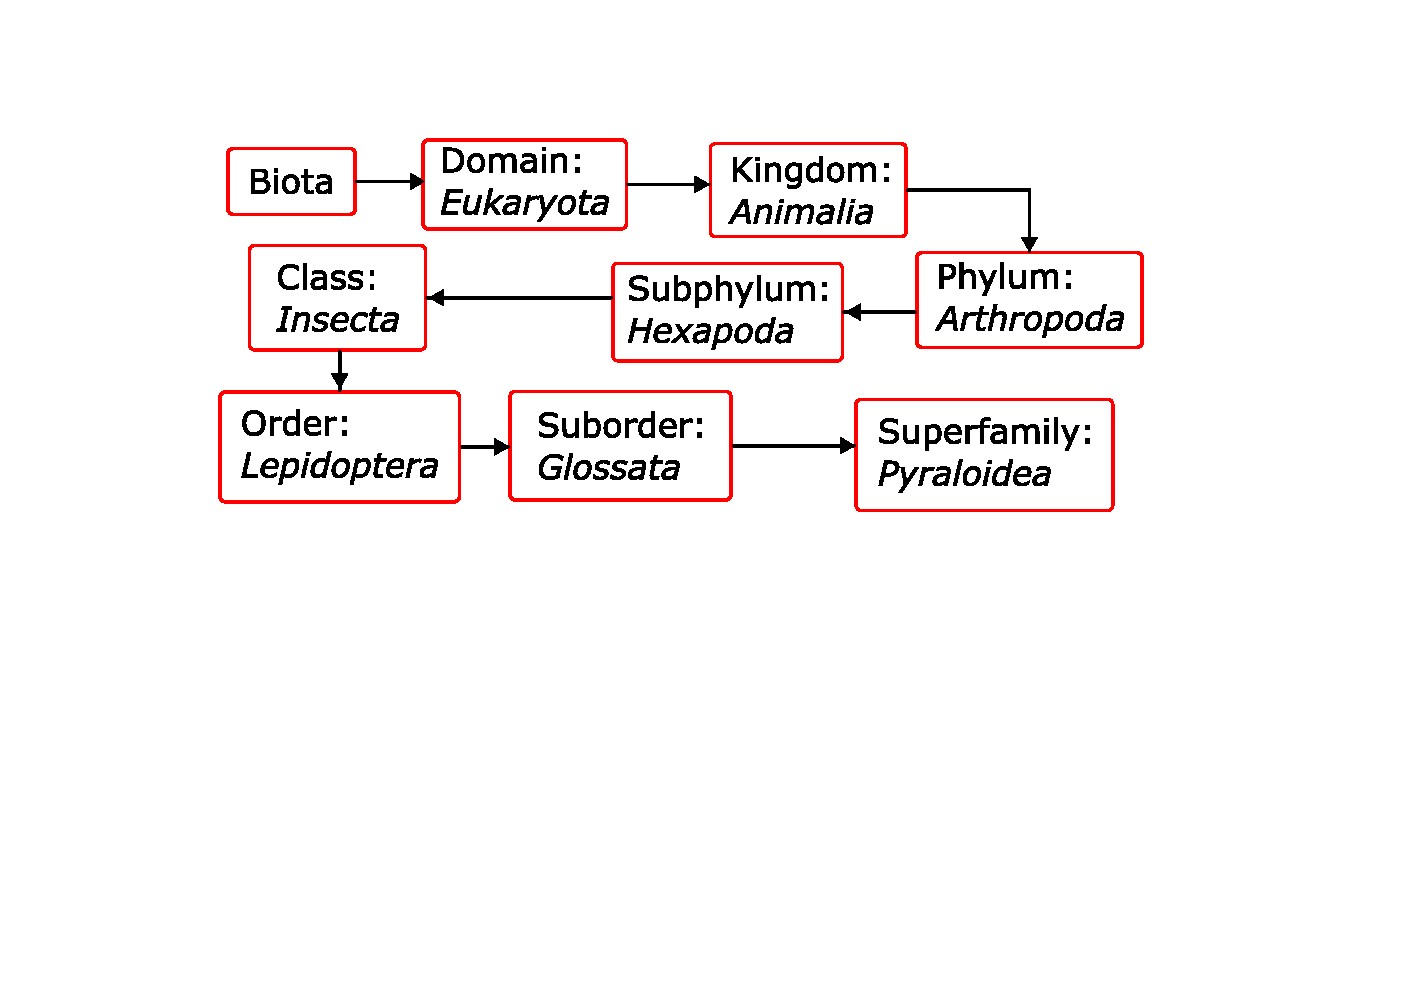 Biota
Domain:
Eukaryota
Kingdom:
Animalia
Phylum:
Arthropoda
Subphylum:
Hexapoda
Class:
Insecta
Order:
Lepidoptera
Suborder:
Glossata
Superfamily:
Pyraloidea